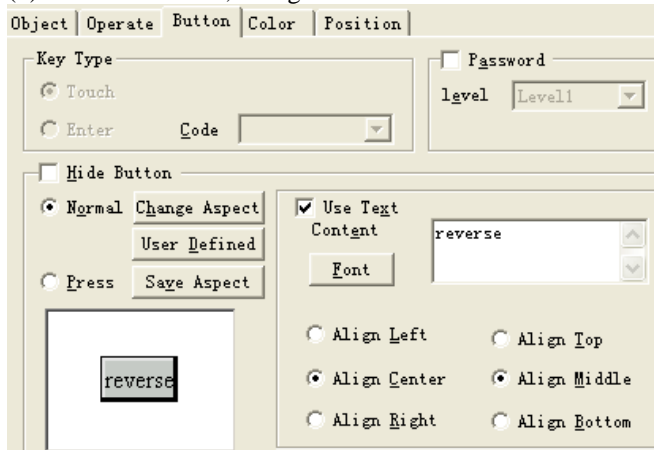 Object Operate Button Color Position
Key Type
Password
Touch
level Level1
Enter Code
Hide Button
Normal Change Aspect
Use Text
Content
reverse
User Defined
Font
Press Save Aspect
Align Left Align Top
reverse
Align Center Align Middle
Align Right Align Bottom